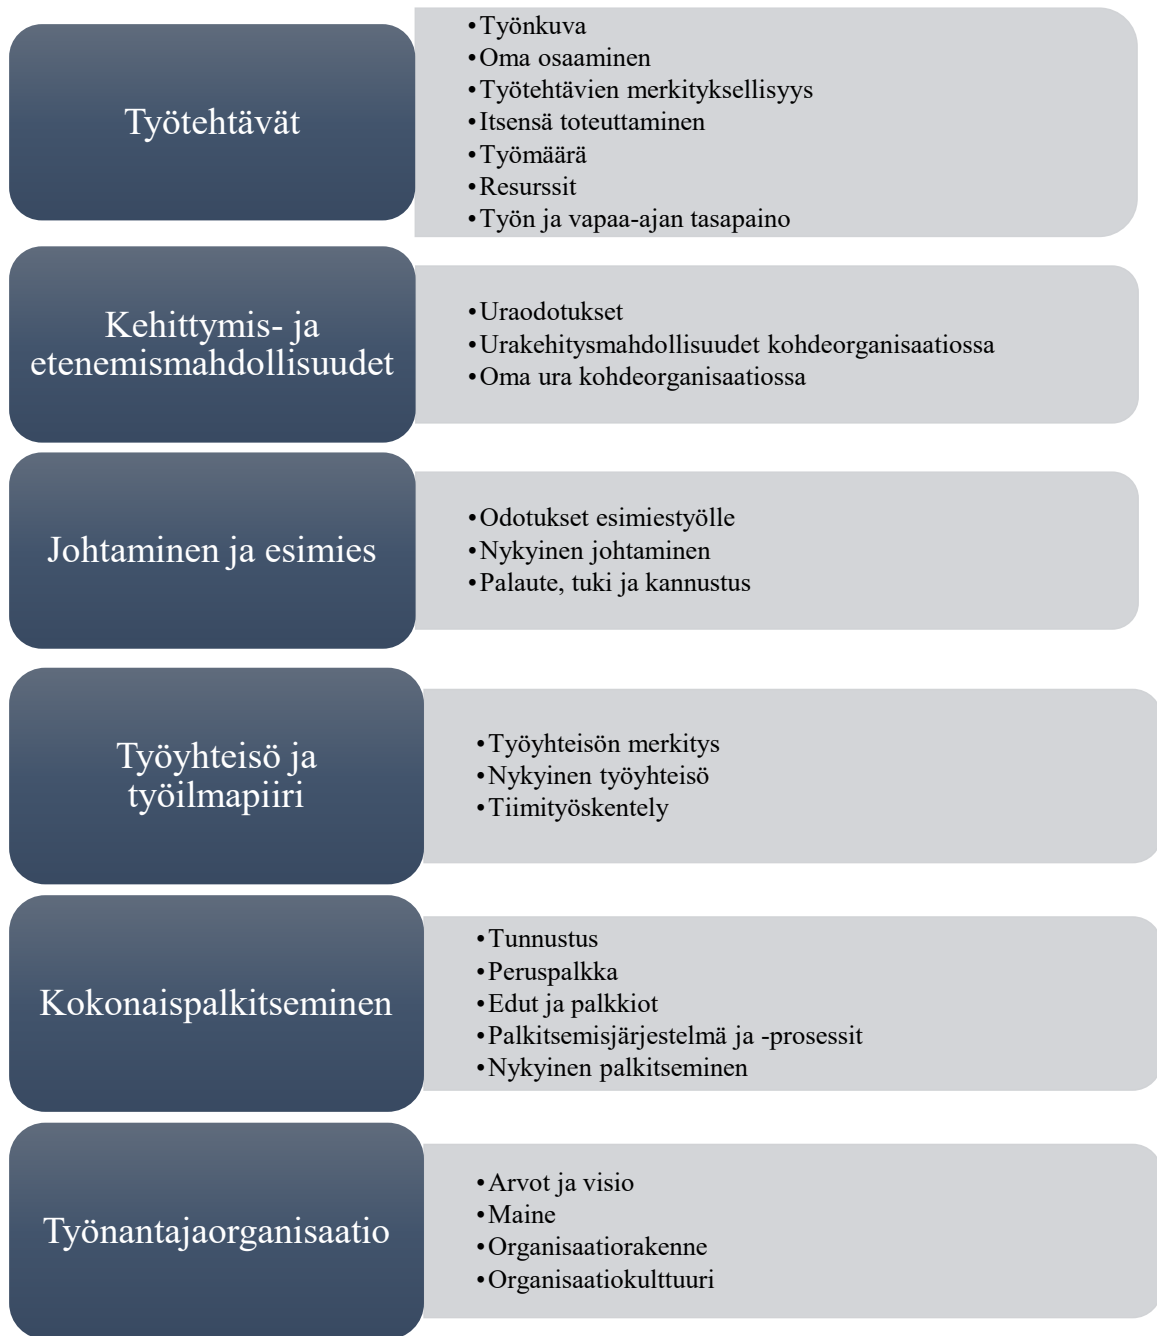 Työtehtävät
•Työnkuva
•Oma osaaminen
•Työtehtävien merkityksellisyys
•Itsensä toteuttaminen
•Työmäärä
•Resurssit
•Työn ja vapaa-ajan tasapaino
Kehittymis- ja
etenemismahdollisuudet
•Uraodotukset
•Urakehitysmahdollisuudet kohdeorganisaatiossa
•Oma ura kohdeorganisaatiossa
Johtaminen ja esimies
•Odotukset esimiestyölle
•Nykyinen johtaminen
•Palaute, tuki ja kannustus
Työyhteisö ja
työilmapiiri
•Työyhteisön merkitys
•Nykyinen työyhteisö
•Tiimityöskentely
Kokonaispalkitseminen
•Tunnustus
•Peruspalkka
•Edut ja palkkiot
•Palkitsemisjärjestelmä ja -prosessit
•Nykyinen palkitseminen
Työnantajaorganisaatio
•Arvot ja visio
•Maine
•Organisaatiorakenne
•Organisaatiokulttuuri